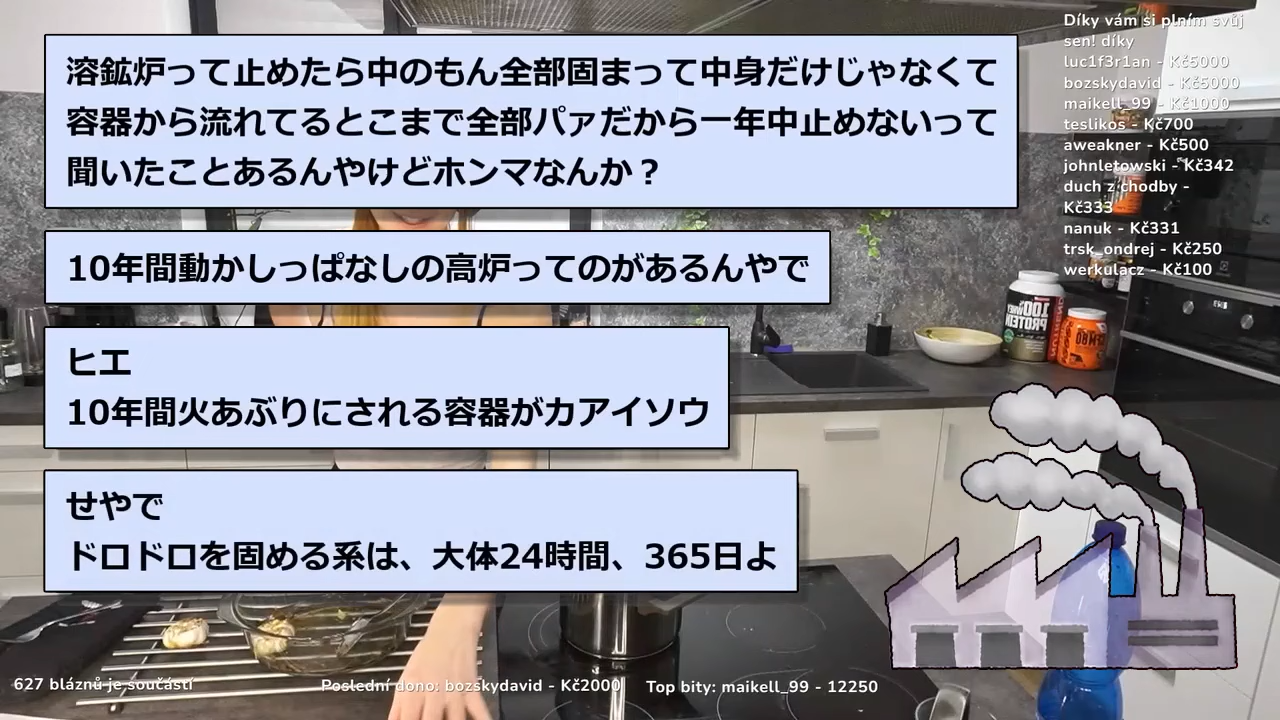 溶鉱炉って止めたら中のもん全部固まって中身だけじゃなくて
容器から流れてるとこまで全部パァだから一年中止めないって
聞いたことあるんやけどホンマなんか？
10年間動かしっぱなしの高炉ってのがあるんやで
ヒエ
10年間火あぶりにされる容器がカアイソウ
せやで
ドロドロを固める系は、大体24時間、365日よ
Díky vám si plním svůj
sen! díky
luc1f3r1an - Kč5000
bozskydavid - Kč5000
maikell_99 - Kč1000
teslikos - Kč700
aweakner - Kč500
johnletowski - Kč342
duch z chodby -
Kč333
nanuk - Kč331
trsk_ondrej - Kč250
werkulacz - Kč100
100%
PROTEIN
627 bláznů je součástí
Poslední dono: bozskydavid - Kč2000
Top bity: maikell_99 - 12250